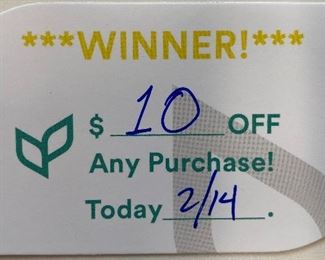 ***WINNER!***
$ 10 OFF
Any Purchase!
Today 2/14.